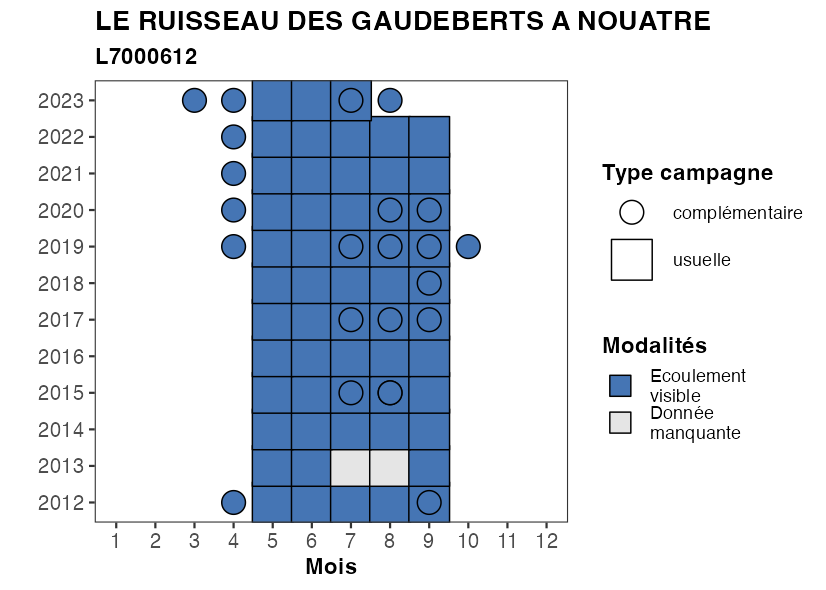 LE RUISSEAU DES GAUDEBERTS A NOUATRE
L7000612
2023
2022
2021
2020
2019
2018
2017
2016
2015
2014
2013
2012
1 2 3 4 5 6 7 8 9 10 11 12
Mois
Type campagne
complémentaire
usuelle
Modalités
Ecoulement
visible
Donnée
manquante